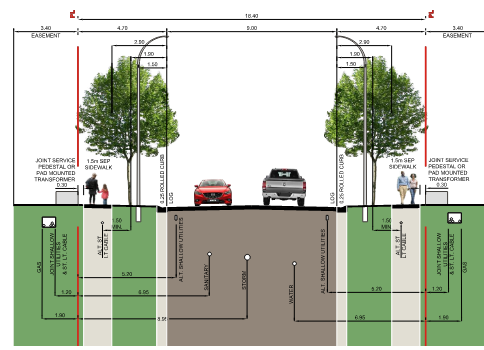 18.40
3.40
4.70
9.00
4.70
3.40
EASEMENT
EASEMENT
2.90
2.90
1.90
1.90
1.50
1.50
JOINT SERVICE
PEDESTAL OR
PAD MOUNTED
TRANSFORMER
0.30
1.5m SEP
SIDEWALK
0.25 ROLLED CURB
LOG
0.25 ROLLED CURB
LOG
1.5m SEP
SIDEWALK
JOINT SERVICE
PEDESTAL OR
PAD MOUNTED
TRANSFORMER
0.30
1.50
MIN.
1.50
MIN.
GAS
JOINT SHALLOW
UTILITIES
& ST. LT. CABLE
ALT. ST.
LT CABLE
ALT. SHALLOW UTILITIES
SANITARY
STORM
WATER
ALT. SHALLOW UTILITIES
ALT. ST.
LT CABLE
JOINT SHALLOW
UTILITIES
& ST. LT. CABLE
GAS
5.20
6.95
1.20
1.90
8.95
5.20
1.20
6.95
1.90